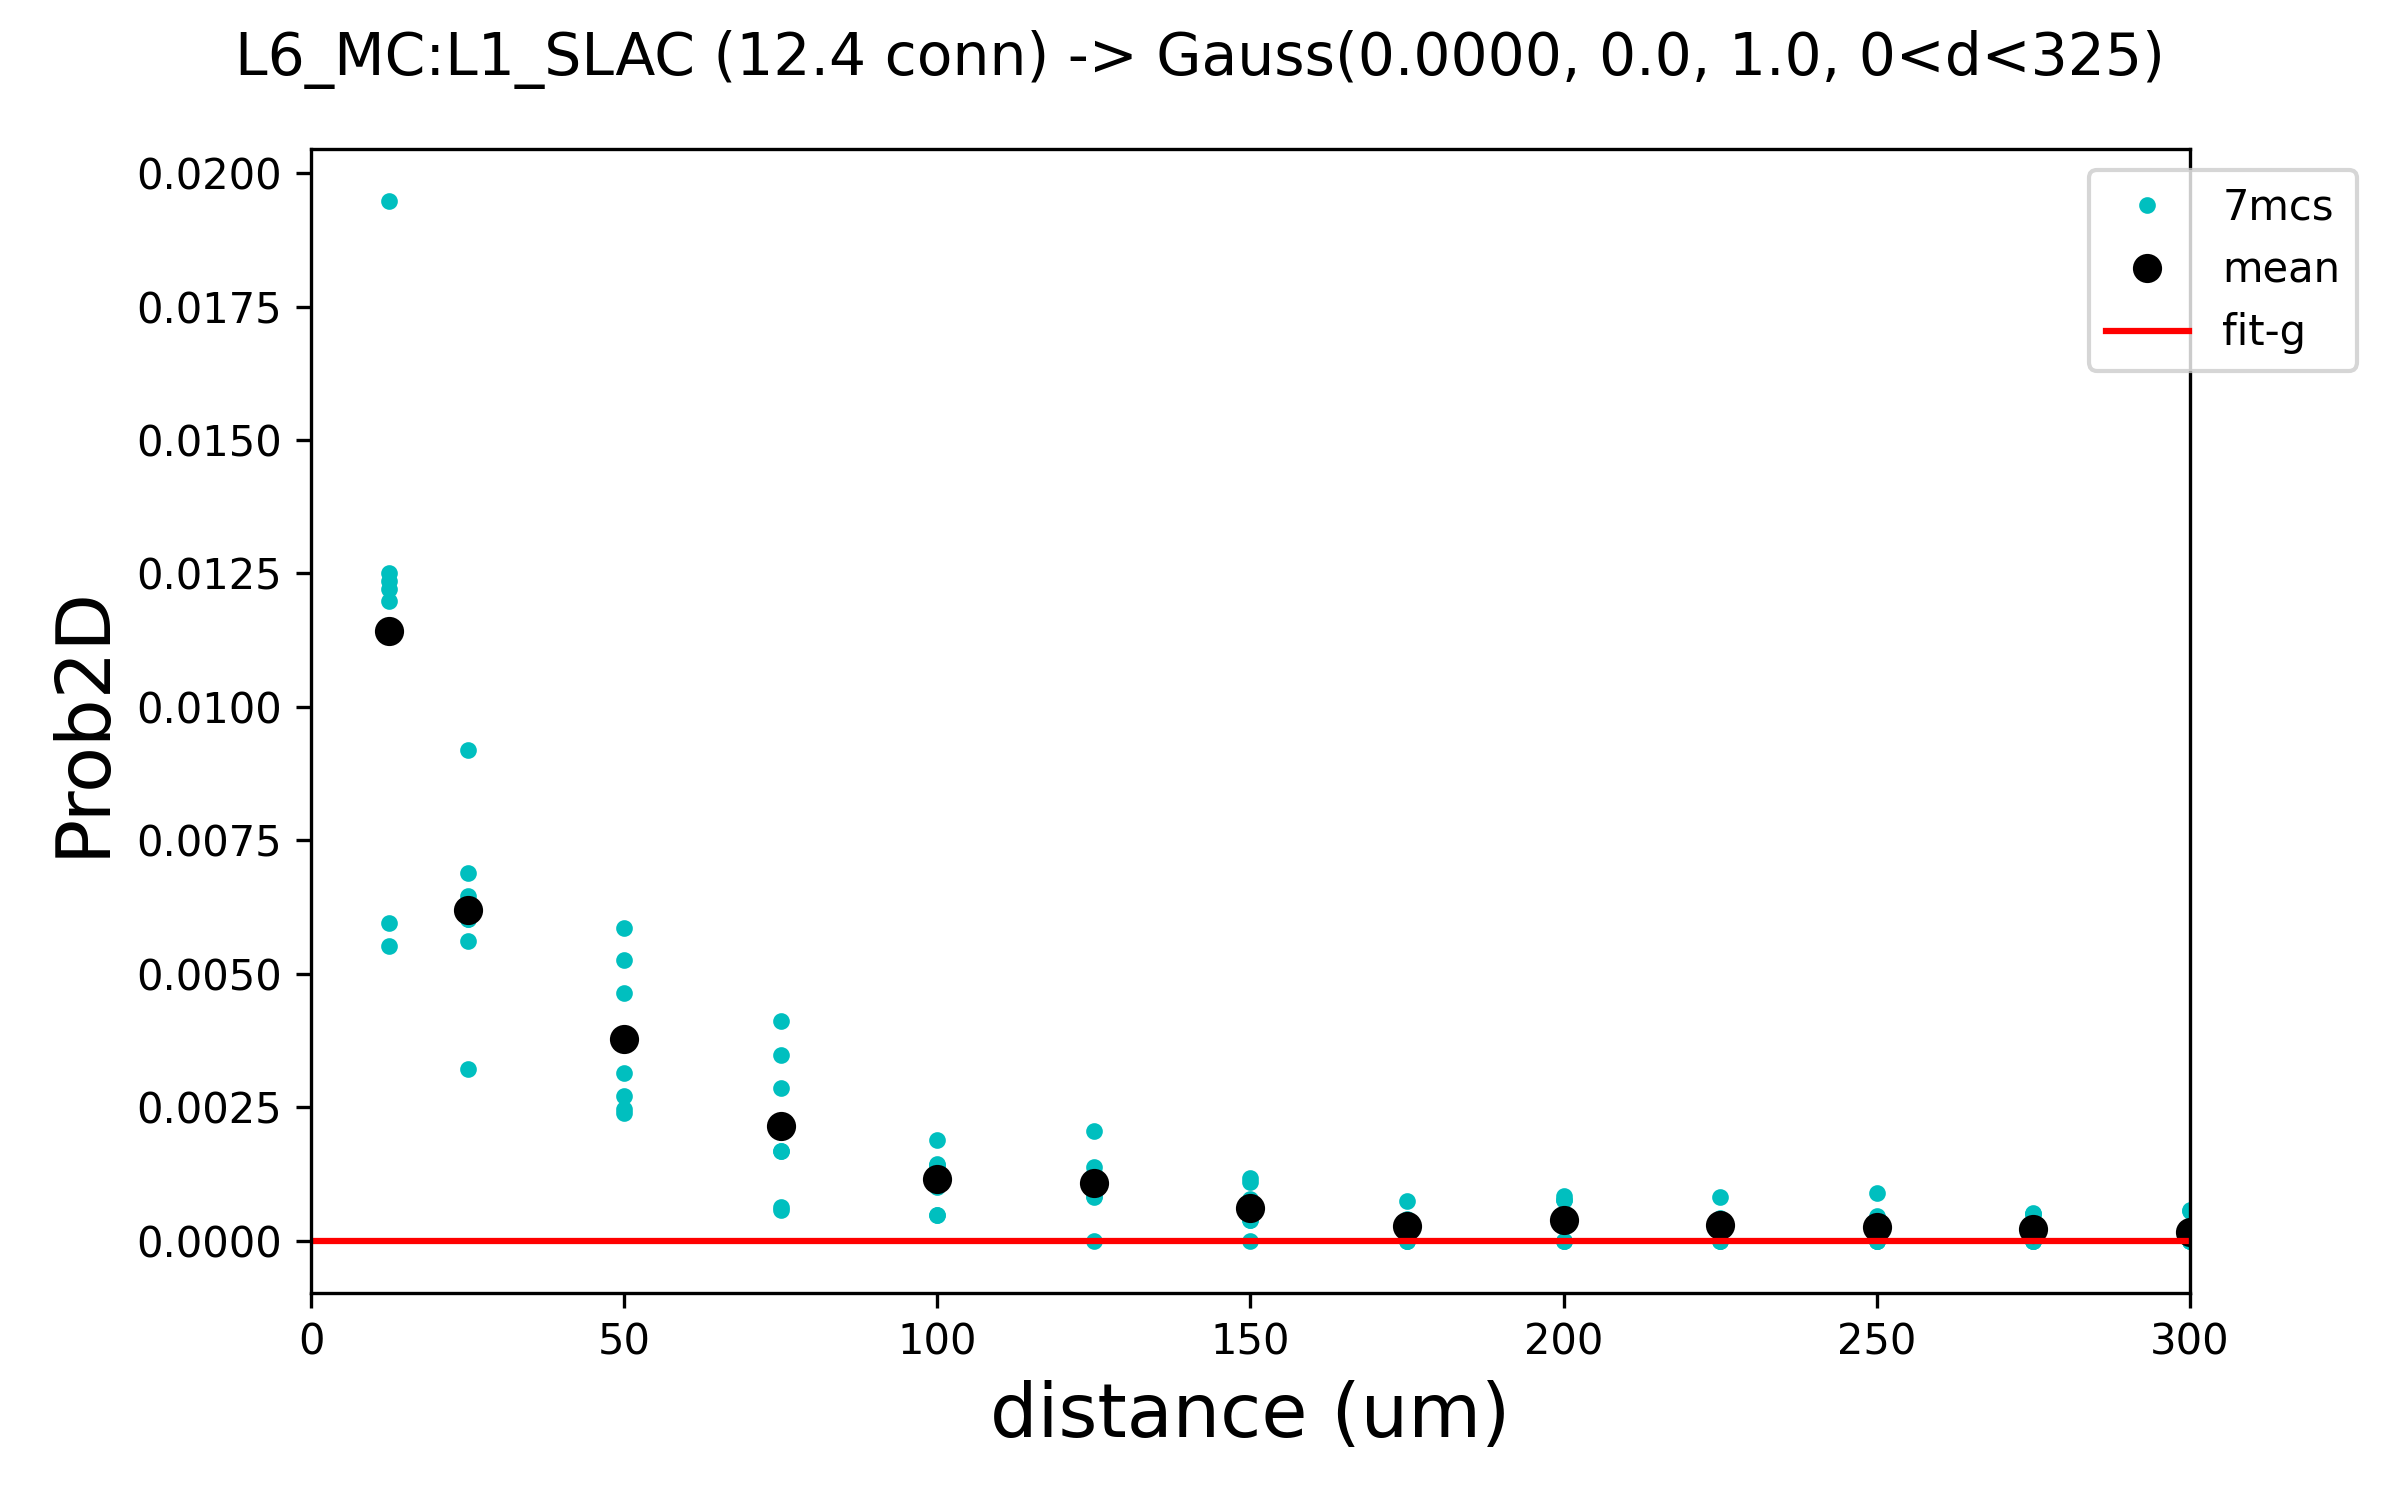 L6_MC:L1_SLAC (12.4 conn) -> Gauss(0.0000, 0.0, 1.0, 0<d<325)
0.0200
0.0175
0.0150
0.0125
0.0100
0.0075
0.0050
0.0025
0.0000
Prob2D
7mcs
mean
fit-g
0 50 100 150 200 250 300
distance (um)